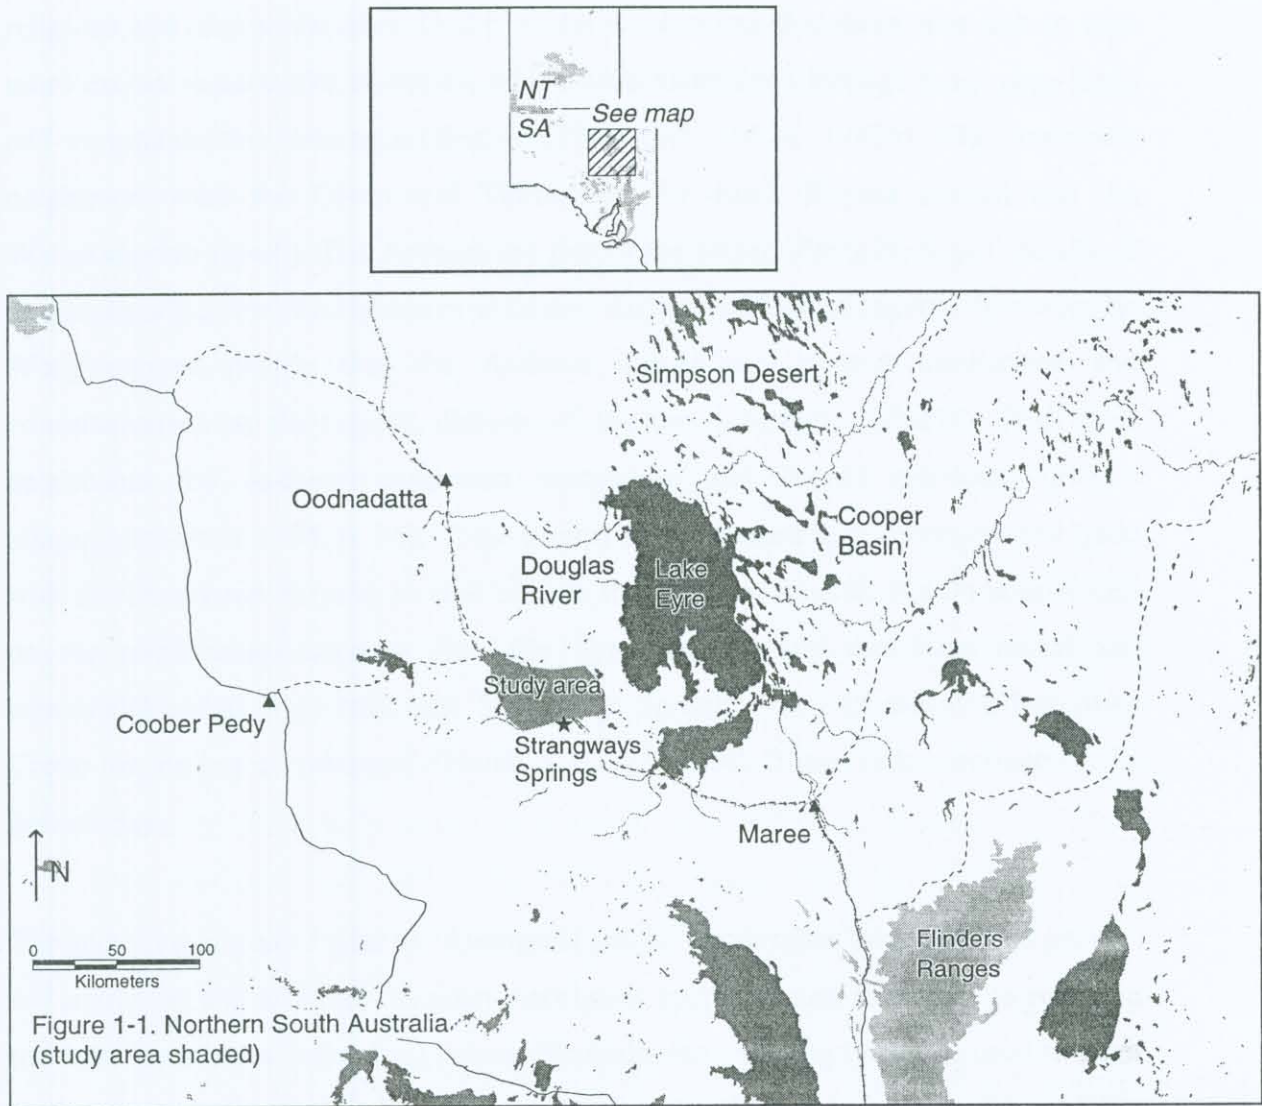 NT
SA
See map
Simpson Desert
Oodnadatta
Cooper
Basin
Douglas
River
Lake
Eyre
Study area
Coober Pedy
Strangways
Springs
Maree
N
Flinders
Ranges
0 50 100
Kilometers
Figure 1-1. Northern South Australia
(study area shaded)